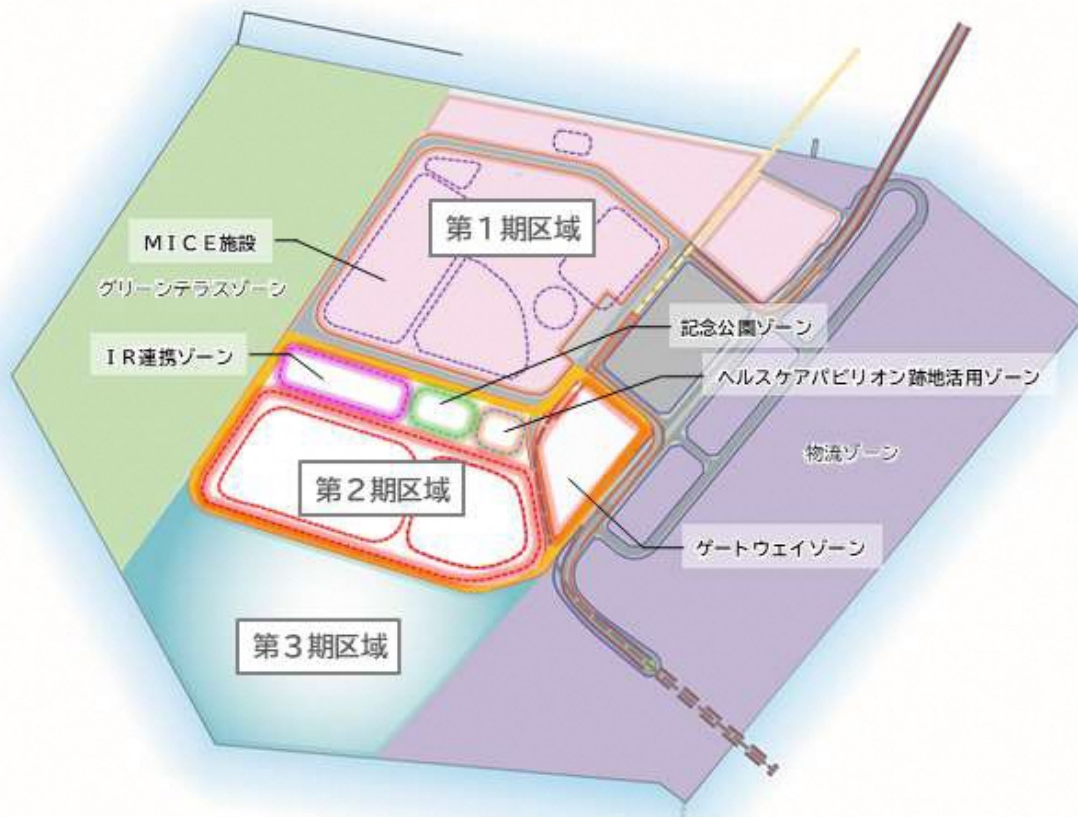 第1期区域
MICE施設
グリーンテラスゾーン
記念公園ゾーン
IR連携ゾーン
ヘルスケアパビリオン跡地活用ゾーン
物流ゾーン
第2期区域
ゲートウェイゾーン
第3期区域